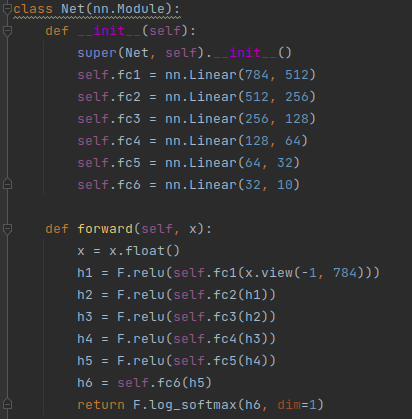 class Net(nn.Module):
    def __init__(self):
        super(Net, self).__init__()
        self.fc1 = nn.Linear(784, 512)
        self.fc2 = nn.Linear(512, 256)
        self.fc3 = nn.Linear(256, 128)
        self.fc4 = nn.Linear(128, 64)
        self.fc5 = nn.Linear(64, 32)
        self.fc6 = nn.Linear(32, 10)

    def forward(self, x):
        x = x.float()
        h1 = F.relu(self.fc1(x.view(-1, 784)))
        h2 = F.relu(self.fc2(h1))
        h3 = F.relu(self.fc3(h2))
        h4 = F.relu(self.fc4(h3))
        h5 = F.relu(self.fc5(h4))
        h6 = self.fc6(h5)
        return F.log_softmax(h6, dim=1)